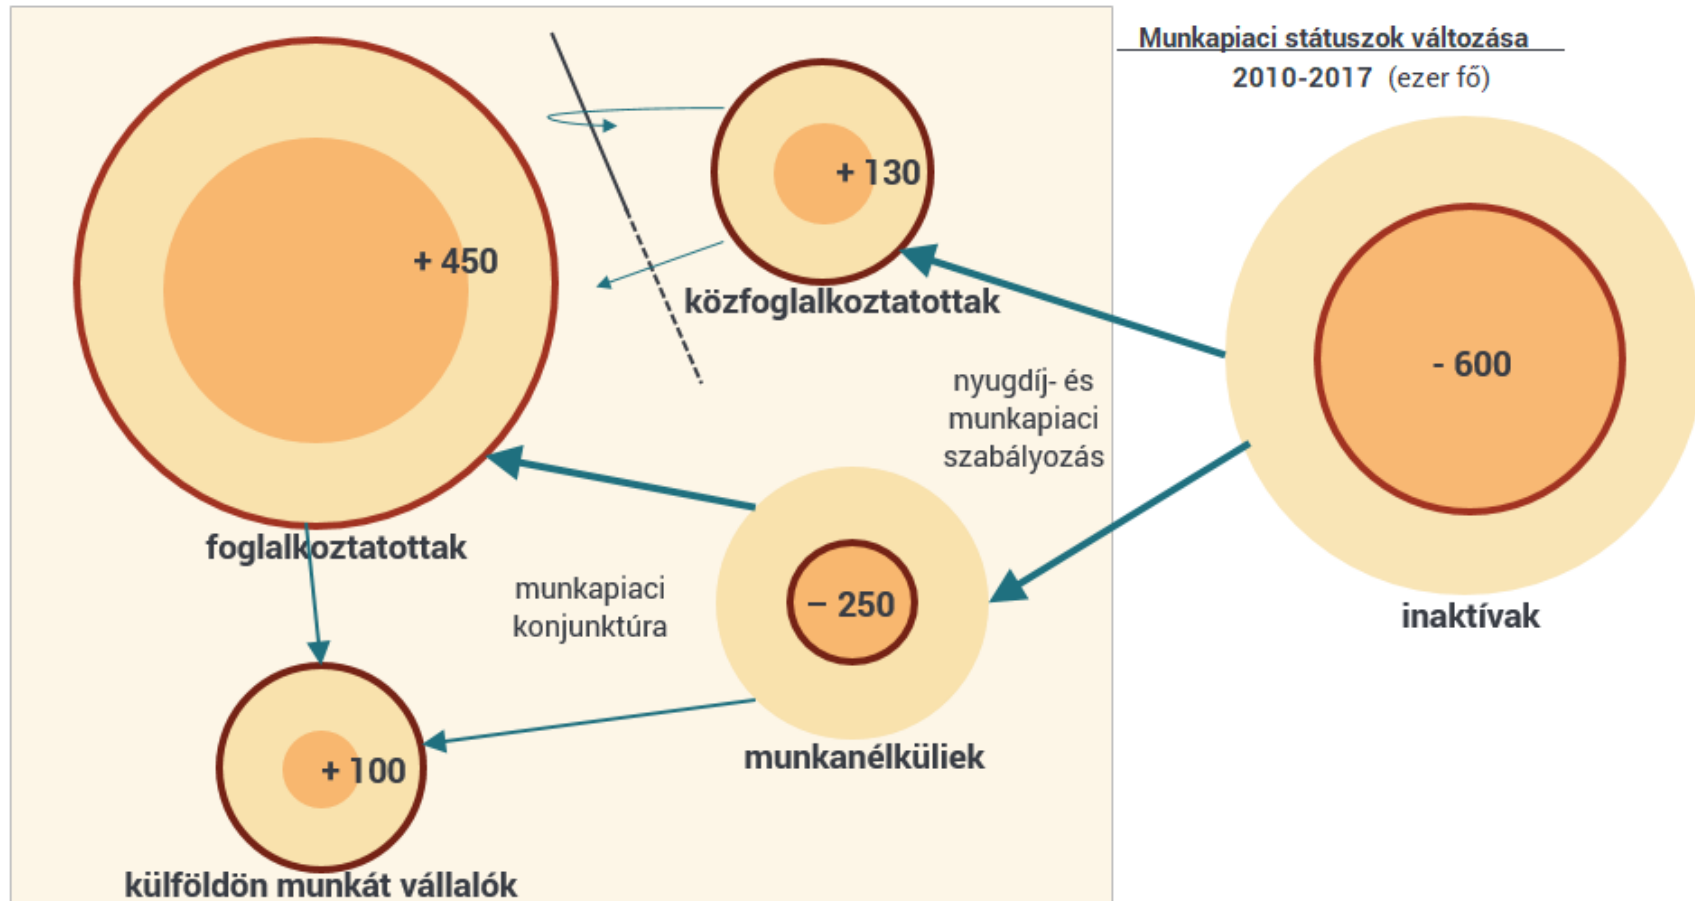 Munkapiaci státuszok változása
2010-2017 (ezer fő)
+ 130
+ 450
közfoglalkoztatottak
- 600
nyugdíj- és
munkapiaci
szabályozás
foglalkoztatottak
munkapiaci
konjunktúra
– 250
inaktívak
munkanélküliek
+ 100
külföldön munkát vállalók